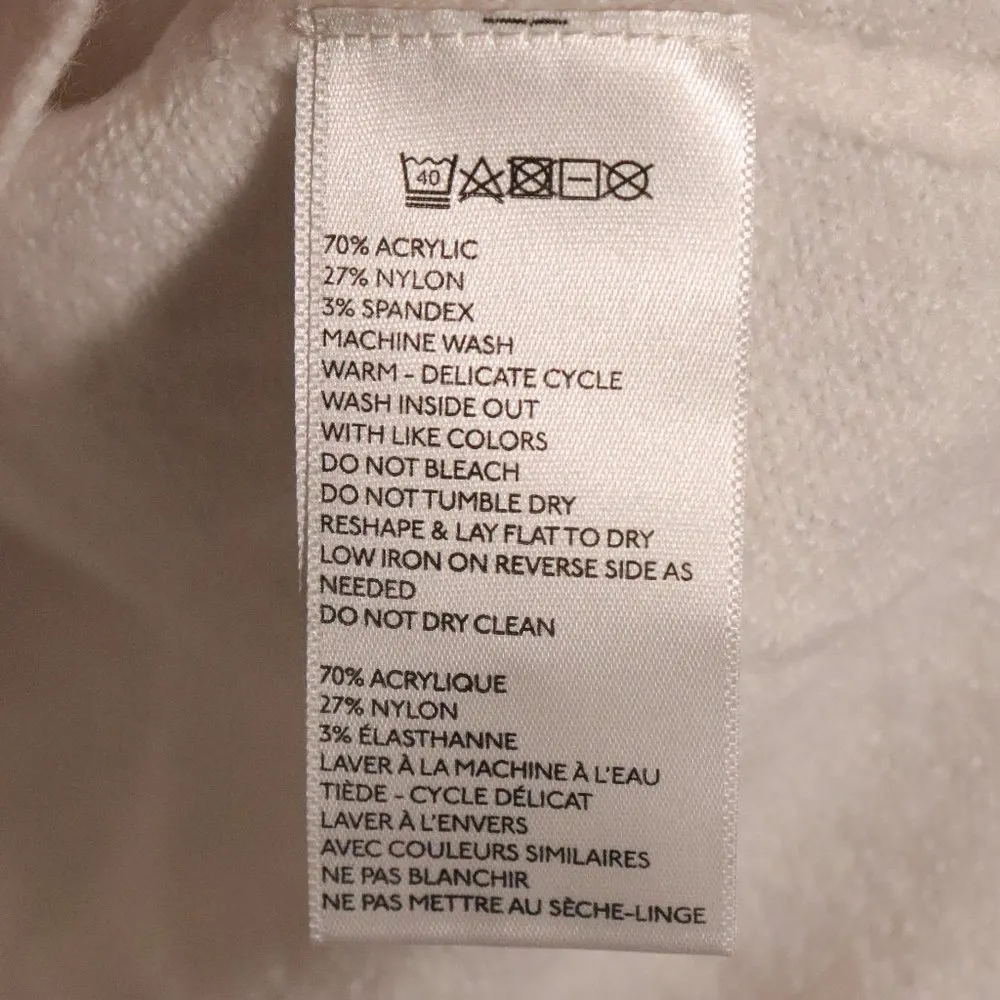 40
70% ACRYLIC
27% NYLON
3% SPANDEX
MACHINE WASH
WARM - DELICATE CYCLE
WASH INSIDE OUT
WITH LIKE COLORS
DO NOT BLEACH
DO NOT TUMBLE DRY
RESHAPE & LAY FLAT TO DRY
LOW IRON ON REVERSE SIDE AS
NEEDED
DO NOT DRY CLEAN
70% ACRYLIQUE
27% NYLON
3% ÉLASTHANNE
LAVER À LA MACHINE À L'EAU
TIÈDE - CYCLE DÉLICAT
LAVER À L'ENVERS
AVEC COULEURS SIMILAIRES
NE PAS BLANCHIR
NE PAS METTRE AU SÈCHE-LINGE